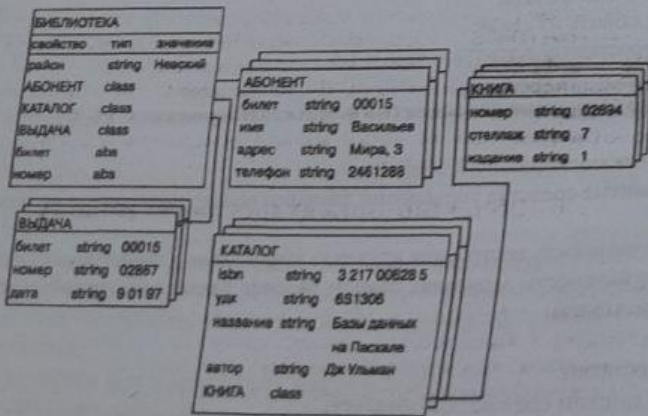 БИБЛИОТЕКА
свойство тип значение
район string Невский
АБОНЕНТ class
КАТАЛОГ class
ВЫДАЧА class
билет abs
номер abs
АБОНЕНТ
билет string 00015
имя string Васильев
адрес string Мира, 3
телефон string 2461288
КНИГА
номер string 02694
стеллаж string 7
издание string 1
ВЫДАЧА
билет string 00015
номер string 02867
дата string 9 01 97
КАТАЛОГ
isbn string 3 217 00628 5
удк string 6S1306
название string Базы данных
на Паскале
автор string Дж Ульман
КНИГА class